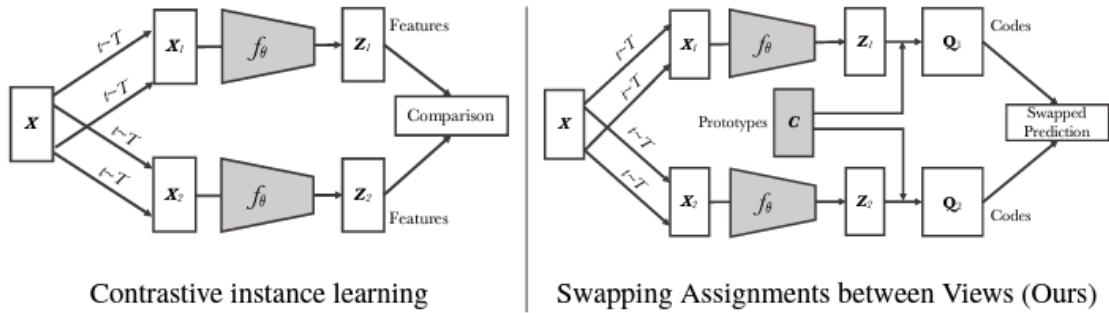 X
t~T
t~T
t~T
t~T
X1
fθ
Z1
Features
Comparison
X2
fθ
Z2
Features
Contrastive instance learning
X
t~T
t~T
t~T
t~T
X1
fθ
Z1
Q1
Codes
Prototypes
C
Swapped
Prediction
X2
fθ
Z2
Q2
Codes
Swapping Assignments between Views (Ours)